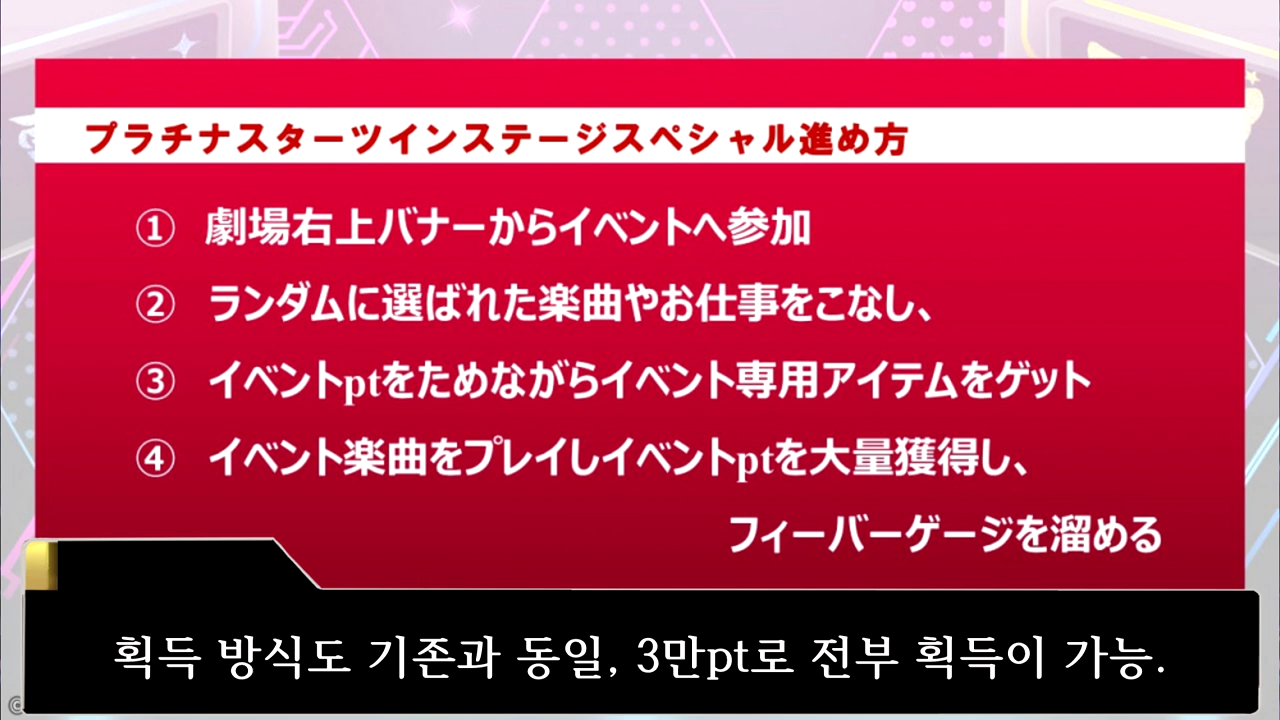 プラチナスターツインステージスペシャル進め方
① 劇場右上バナーからイベントへ参加
② ランダムに選ばれた楽曲やお仕事をこなし、
③ イベントptをためながらイベント専用アイテムをゲット
④ イベント楽曲をプレイしイベントptを大量獲得し、
フィーバーゲージを溜める
획득 방식도 기존과 동일, 3만pt로 전부 획득이 가능.
©